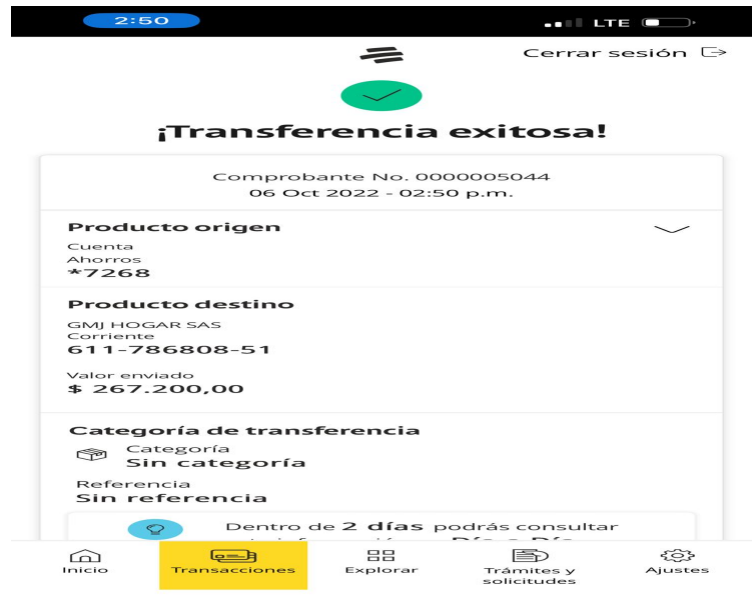 2:50
LTE
Cerrar sesión
¡Transferencia exitosa!
Comprobante No. 0000005044
06 Oct 2022 - 02:50 p.m.
Producto origen
Cuenta
Ahorros
*7268
Producto destino
GMJ HOGAR SAS
Corriente
611-786808-51
Valor enviado
$ 267.200,00
Categoría de transferencia
Categoría
Sin categoría
Referencia
Sin referencia
Dentro de 2 días podrás consultar
Inicio
Transacciones
Explorar
Trámites y
solicitudes
Ajustes